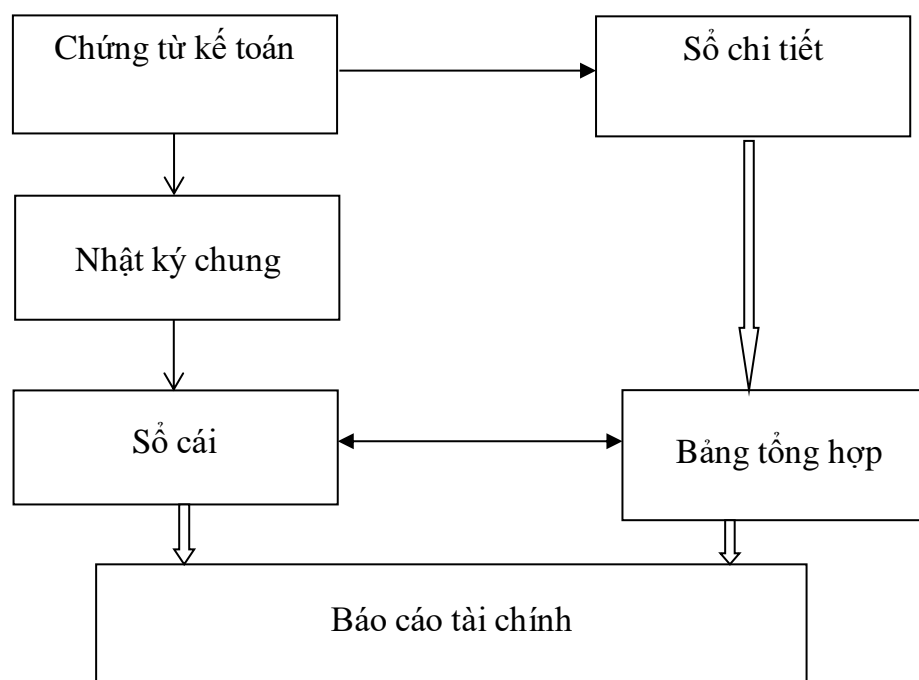 Chứng từ kế toán
Sổ chi tiết
Nhật ký chung
Sổ cái
Bảng tổng hợp
Báo cáo tài chính